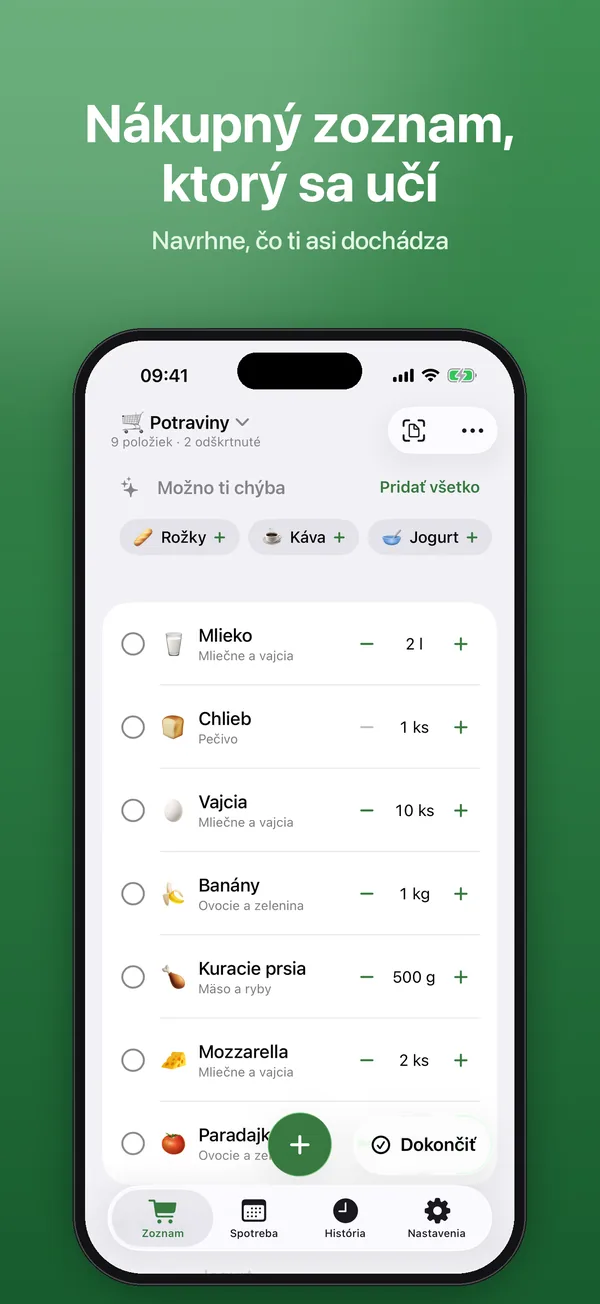 Nákupný zoznam,
ktorý sa učí
Navrhne, čo ti asi dochádza
09:41
Potraviny
9 položiek · 2 odškrtnuté
Možno ti chýba
Pridať všetko
Rožky +
Káva +
Jogurt +
Mlieko
Mliečne a vajcia
− 2 l +
Chlieb
Pečivo
− 1 ks +
Vajcia
Mliečne a vajcia
− 10 ks +
Banány
Ovocie a zelenina
− 1 kg +
Kuracie prsia
Mäso a ryby
− 500 g +
Mozzarella
Mliečne a vajcia
− 2 ks +
Paradajk
Ovocie a ze
+
Dokončiť
Zoznam
Spotreba
História
Nastavenia